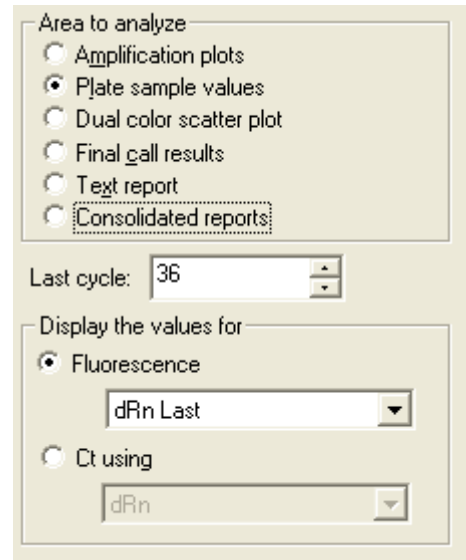 Area to analyze
Amplification plots
Plate sample values
Dual color scatter plot
Final call results
Text report
Consolidated reports
Last cycle: 36
Display the values for
Fluorescence
dRn Last
Ct using
dRn